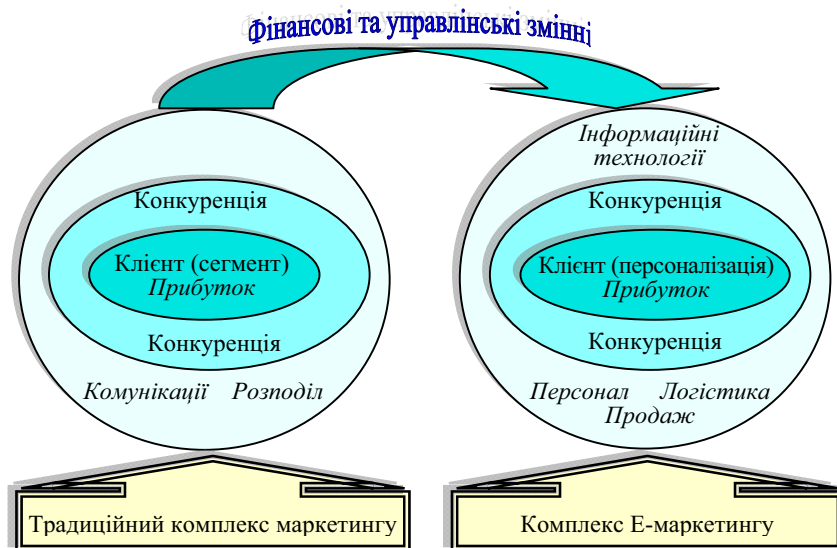 Фінансові та управлінські змінні
Конкуренція
Клієнт (сегмент)
Прибуток
Конкуренція
Комунікації Розподіл
Традиційний комплекс маркетингу
Інформаційні
технології
Конкуренція
Клієнт (персоналізація)
Прибуток
Конкуренція
Персонал Логістика
Продаж
Комплекс Е-маркетингу